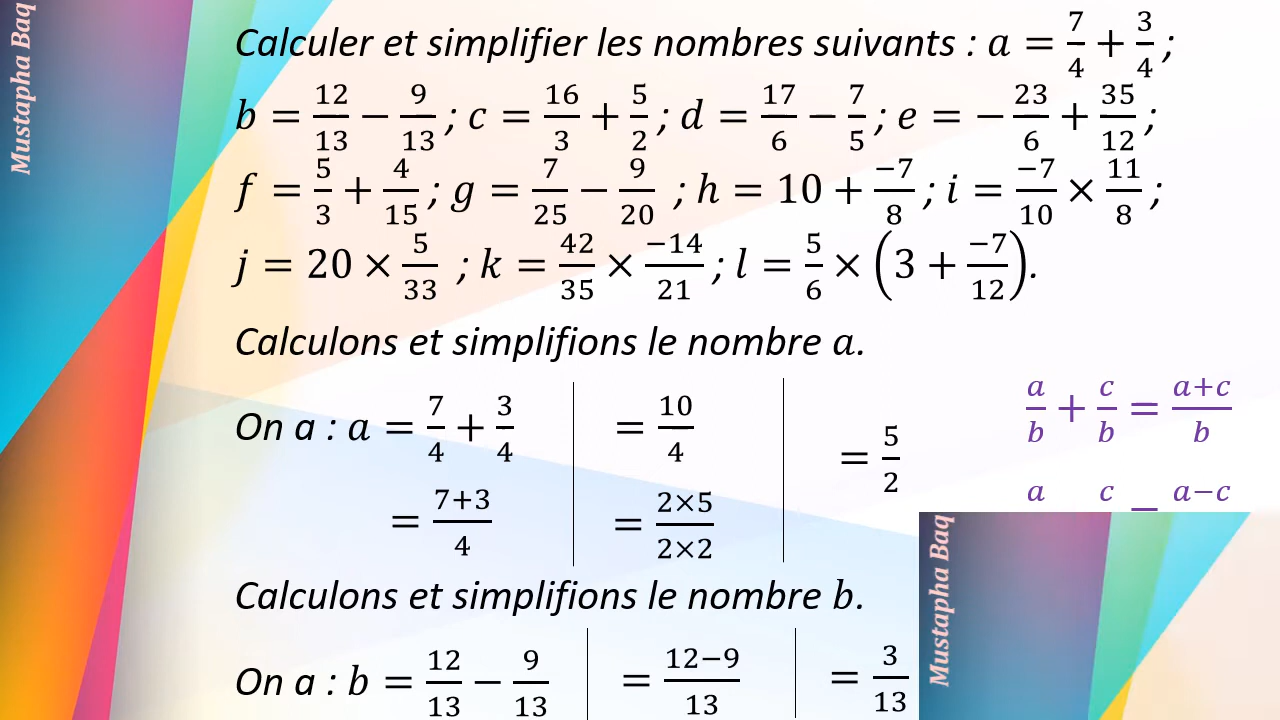 Mustapha Baq
Calculer et simplifier les nombres suivants : a = 7/4 + 3/4 ;
b = 12/13 − 9/13 ; c = 16/3 + 5/2 ; d = 17/6 − 7/5 ; e = −23/6 + 35/12 ;
f = 5/3 + 4/15 ; g = 7/25 − 9/20 ; h = 10 + −7/8 ; i = −7/10 × 11/8 ;
j = 20 × 5/33 ; k = 42/35 × −14/21 ; l = 5/6 × (3 + −7/12).
Calculons et simplifions le nombre a.
On a : a = 7/4 + 3/4
= 7+3/4
= 10/4
= 2×5/2×2
= 5/2
a/b + c/b = a+c/b
a c = a−c
Calculons et simplifions le nombre b.
On a : b = 12/13 − 9/13
= 12−9/13
= 3/13
Mustapha Baq